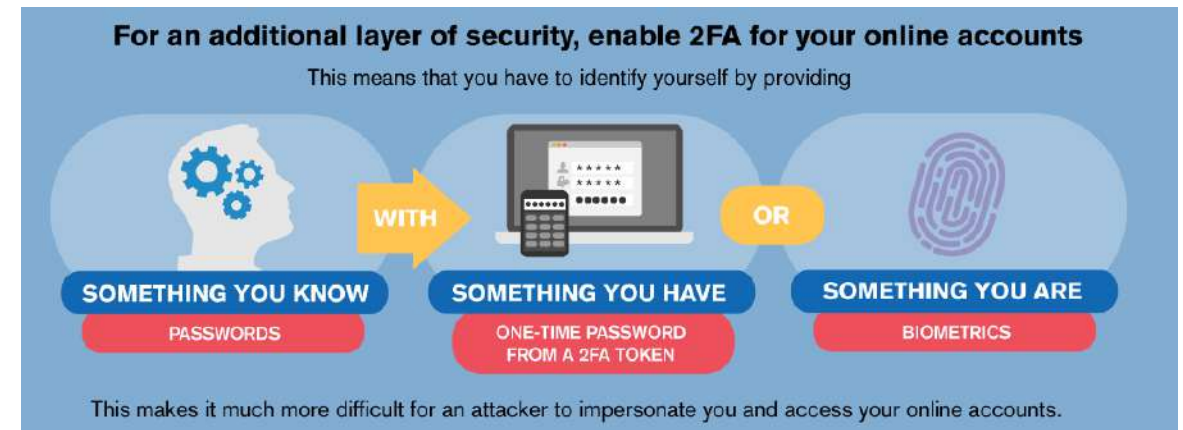 For an additional layer of security, enable 2FA for your online accounts
This means that you have to identify yourself by providing
*****
*****
WITH
OR
SOMETHING YOU KNOW
SOMETHING YOU HAVE
SOMETHING YOU ARE
PASSWORDS
ONE-TIME PASSWORD
FROM A 2FA TOKEN
BIOMETRICS
This makes it much more difficult for an attacker to impersonate you and access your online accounts.